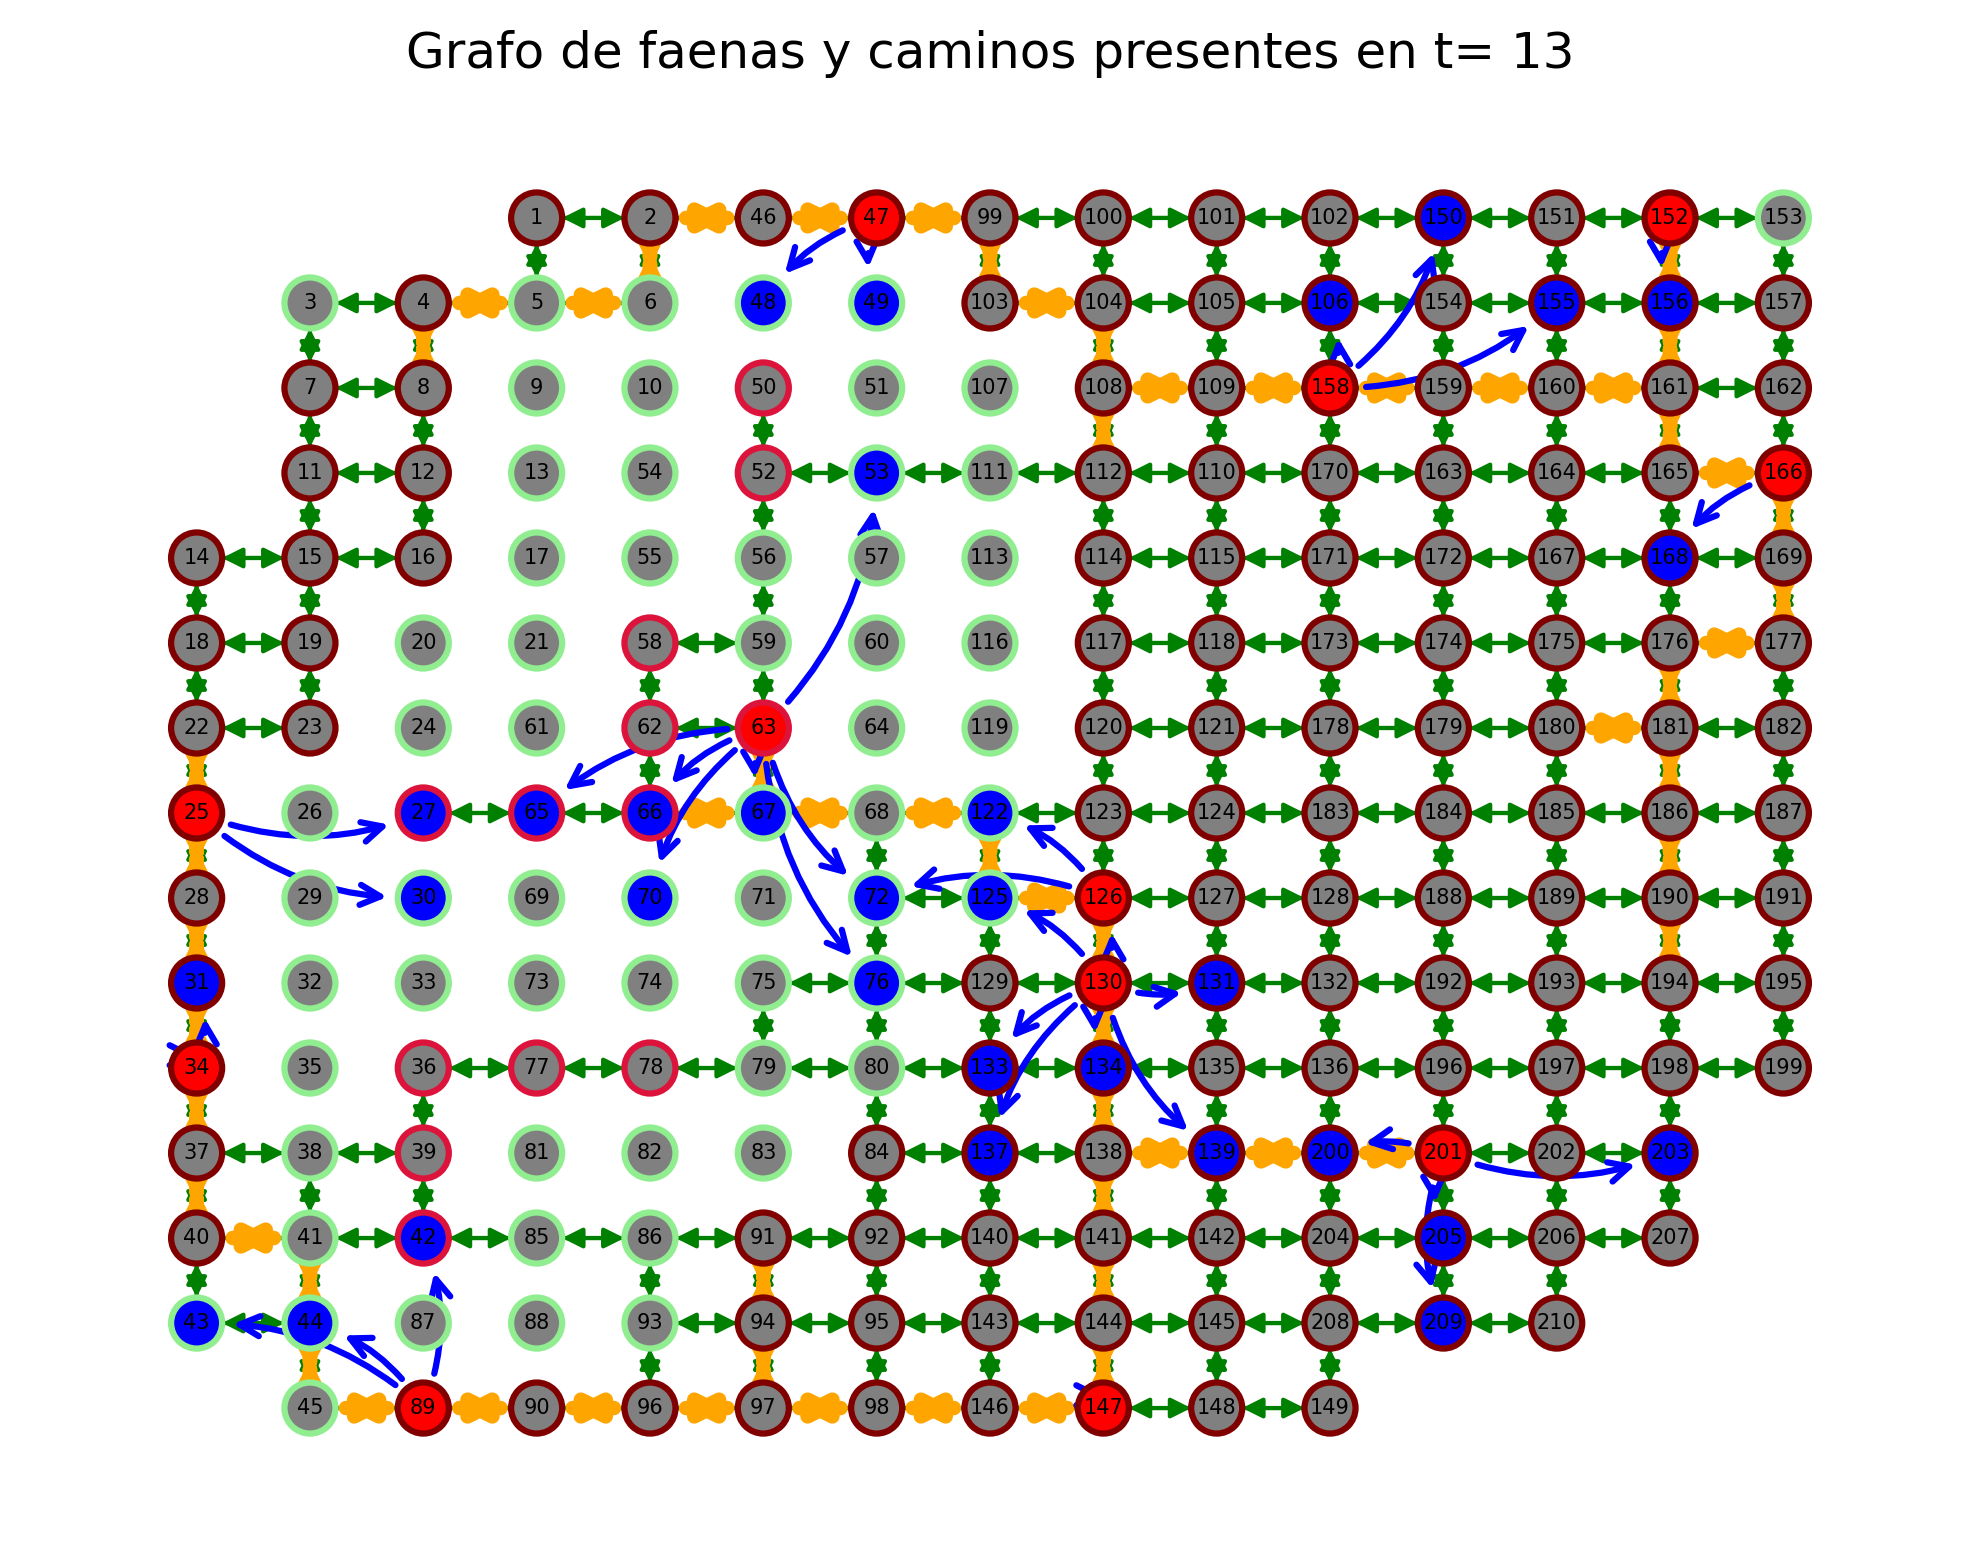 Grafo de faenas y caminos presentes en t= 13
1 2 46 47 99 100 101 102 150 151 152 153
3 4 5 6 48 49 103 104 105 106 154 155 156 157
7 8 9 10 50 51 107 108 109 158 159 160 161 162
11 12 13 54 52 53 111 112 110 170 163 164 165 166
14 15 16 17 55 56 57 113 114 115 171 172 167 168 169
18 19 20 21 58 59 60 116 117 118 173 174 175 176 177
22 23 24 61 62 63 64 119 120 121 178 179 180 181 182
25 26 27 65 66 67 68 122 123 124 183 184 185 186 187
28 29 30 69 70 71 72 125 126 127 128 188 189 190 191
31 32 33 73 74 75 76 129 130 131 132 192 193 194 195
34 35 36 77 78 79 80 133 134 135 136 196 197 198 199
37 38 39 81 82 83 84 137 138 139 200 201 202 203
40 41 42 85 86 91 92 140 141 142 204 205 206 207
43 44 87 88 93 94 95 143 144 145 208 209 210
45 89 90 96 97 98 146 147 148 149